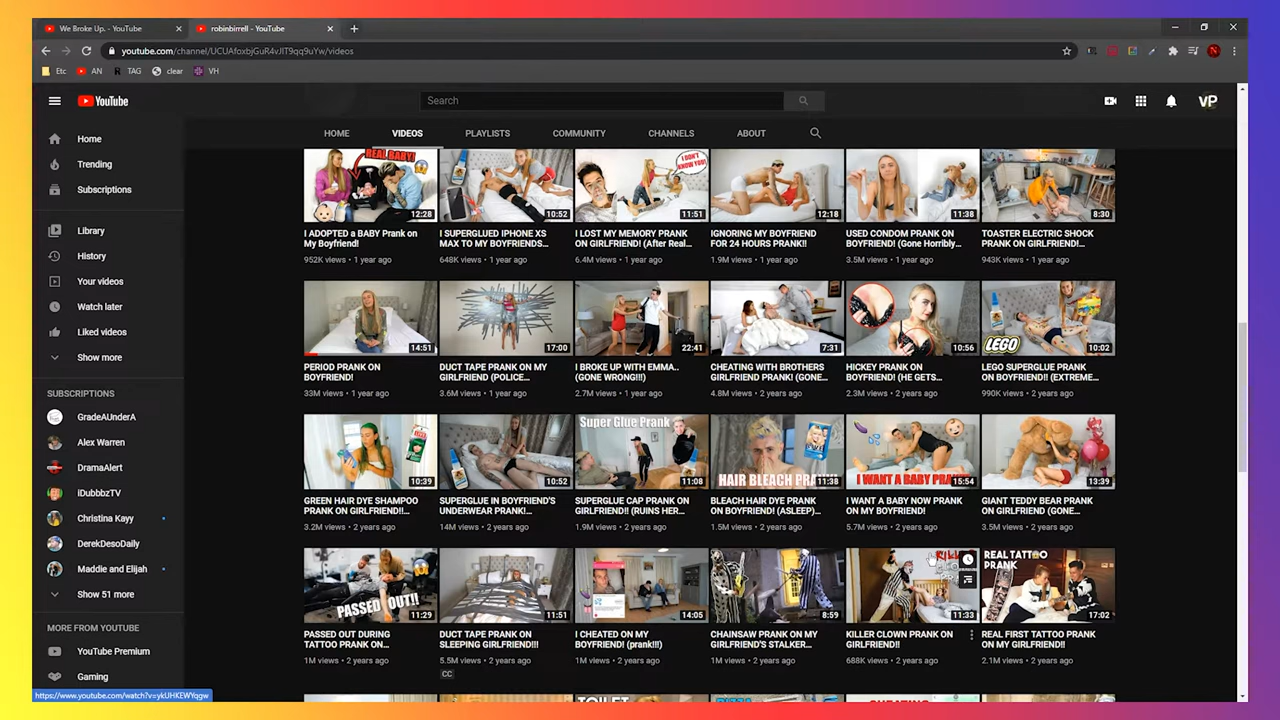 We Broke Up. - YouTube
robinbirrell - YouTube
youtube.com/channel/UCUAfoxbjGuR4vJlT9qq9uYw/videos
Etc AN TAG clear VH
YouTube
Search
VP
HOME VIDEOS PLAYLISTS COMMUNITY CHANNELS ABOUT
Home
Trending
Subscriptions
Library
History
Your videos
Watch later
Liked videos
Show more
SUBSCRIPTIONS
GradeAUnderA
Alex Warren
DramaAlert
iDubbbzTV
Christina Kayy
DerekDesoDaily
Maddie and Elijah
Show 51 more
MORE FROM YOUTUBE
YouTube Premium
Gaming
REAL BABY!
12:28
I ADOPTED a BABY Prank on
My Boyfriend!
952K views • 1 year ago
10:52
I SUPERGLUED IPHONE XS
MAX TO MY BOYFRIENDS...
648K views • 1 year ago
I DON'T
KNOW YOU!
11:51
I LOST MY MEMORY PRANK
ON GIRLFRIEND! (After Real...
6.4M views • 1 year ago
12:18
IGNORING MY BOYFRIEND
FOR 24 HOURS PRANK!!
1.9M views • 1 year ago
11:38
USED CONDOM PRANK ON
BOYFRIEND! (Gone Horribly...
3.5M views • 1 year ago
8:30
TOASTER ELECTRIC SHOCK
PRANK ON GIRLFRIEND!...
943K views • 1 year ago
14:51
PERIOD PRANK ON
BOYFRIEND!
33M views • 1 year ago
17:00
DUCT TAPE PRANK ON MY
GIRLFRIEND (POLICE...
3.6M views • 1 year ago
22:41
I BROKE UP WITH EMMA..
(GONE WRONG!!!)
2.7M views • 1 year ago
7:31
CHEATING WITH BROTHERS
GIRLFRIEND PRANK! (GONE...
4.8M views • 2 years ago
10:56
HICKEY PRANK ON
BOYFRIEND! (HE GETS...
2.3M views • 2 years ago
LEGO
10:02
LEGO SUPERGLUE PRANK
ON BOYFRIEND!! (EXTREME...
990K views • 2 years ago
10:39
GREEN HAIR DYE SHAMPOO
PRANK ON GIRLFRIEND!!...
3.2M views • 2 years ago
10:52
SUPERGLUE IN BOYFRIEND'S
UNDERWEAR PRANK!...
14M views • 2 years ago
Super Glue Prank
11:08
SUPERGLUE CAP PRANK ON
GIRLFRIEND!! (RUINS HER...
1.9M views • 2 years ago
HAIR BLEACH PRANK
11:38
BLEACH HAIR DYE PRANK
ON BOYFRIEND! (ASLEEP)...
1.5M views • 2 years ago
I WANT A BABY PRANK
15:54
I WANT A BABY NOW PRANK
ON MY BOYFRIEND!
5.7M views • 2 years ago
13:39
GIANT TEDDY BEAR PRANK
ON GIRLFRIEND (GONE...
3.5M views • 2 years ago
PASSED OUT!!
11:29
PASSED OUT DURING
TATTOO PRANK ON...
1M views • 2 years ago
11:51
DUCT TAPE PRANK ON
SLEEPING GIRLFRIEND!!!
5.5M views • 2 years ago
CC
14:05
I CHEATED ON MY
BOYFRIEND! (prank!!!)
1M views • 2 years ago
8:59
CHAINSAW PRANK ON MY
GIRLFRIEND'S STALKER...
1M views • 2 years ago
11:33
KILLER CLOWN PRANK ON
GIRLFRIEND!!
688K views • 2 years ago
REAL TATTOO
PRANK
17:02
REAL FIRST TATTOO PRANK
ON MY GIRLFRIEND!!
2.1M views • 2 years ago
https://www.youtube.com/watch?v=ykUHKEWYqgw